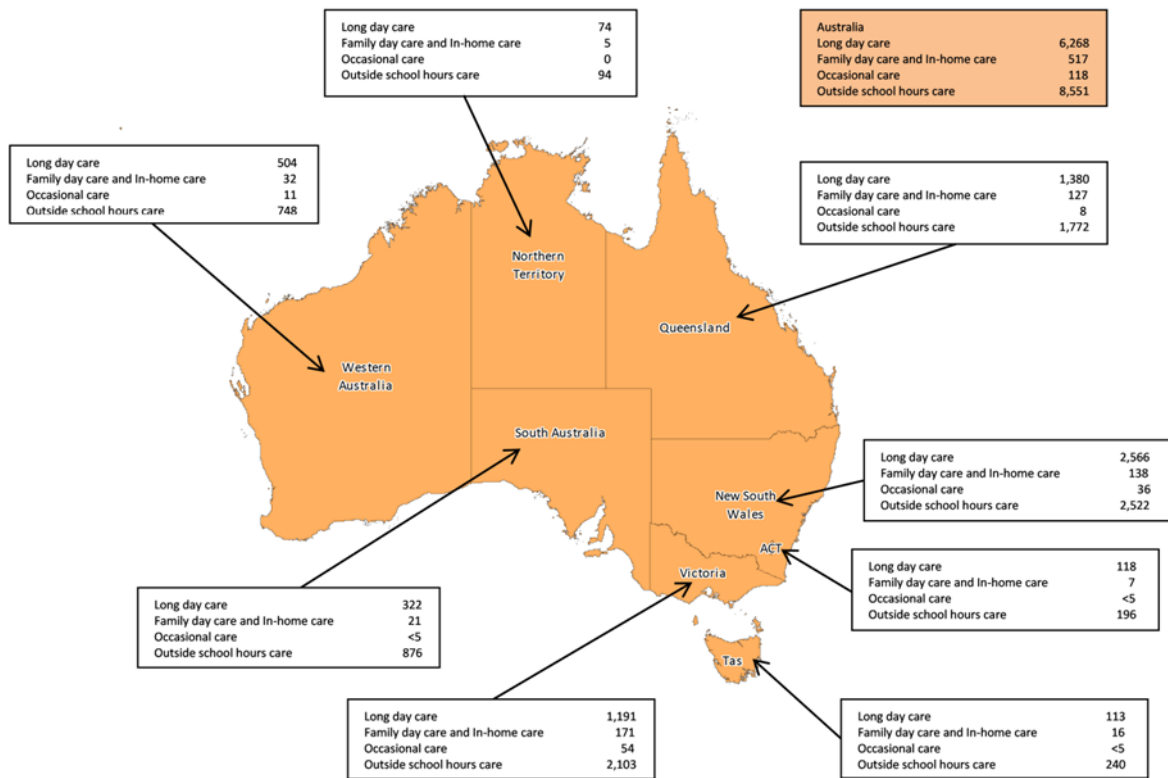 Long day care 74
Family day care and In-home care 5
Occasional care 0
Outside school hours care 94
Australia
Long day care 6,268
Family day care and In-home care 517
Occasional care 118
Outside school hours care 8,551
Long day care 504
Family day care and In-home care 32
Occasional care 11
Outside school hours care 748
Long day care 1,380
Family day care and In-home care 127
Occasional care 8
Outside school hours care 1,772
Northern
Territory
Queensland
Western
Australia
South Australia
New South
Wales
ACT
Victoria
Tas
Long day care 2,566
Family day care and In-home care 138
Occasional care 36
Outside school hours care 2,522
Long day care 118
Family day care and In-home care 7
Occasional care <5
Outside school hours care 196
Long day care 322
Family day care and In-home care 21
Occasional care <5
Outside school hours care 876
Long day care 1,191
Family day care and In-home care 171
Occasional care 54
Outside school hours care 2,103
Long day care 113
Family day care and In-home care 16
Occasional care <5
Outside school hours care 240